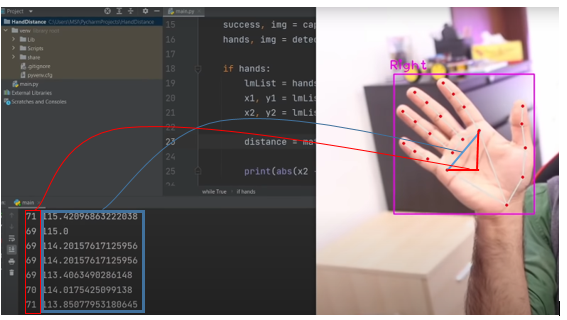 Project
main.py
HandDistance C:\Users\MSI\PycharmProjects\HandDistance
venv library root
Lib
Scripts
share
.gitignore
pyvenv.cfg
main.py
External Libraries
Scratches and Consoles
15 success, img = cap
16 hands, img = detec
17
18 if hands:
19 lmList = hands
20 x1, y1 = lmLis
21 x2, y2 = lmLis
22
23 distance = ma
24
25 print(abs(x2 -
while True
if hands
Right
main
71 115.42096863222038
69 115.0
69 114.20157617125956
69 114.20157617125956
69 113.4063490286148
70 114.0175425099138
71 113.85077953180645